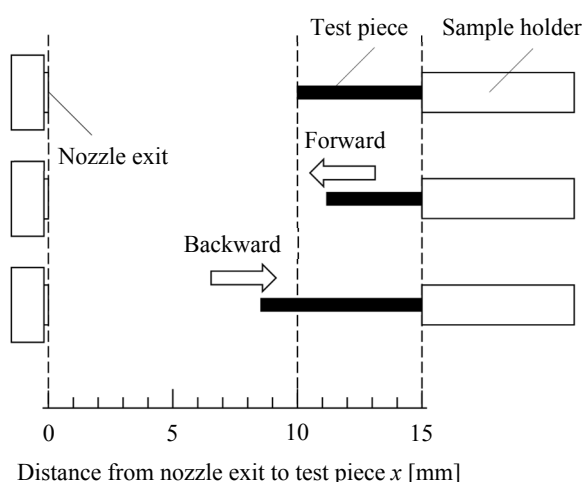 Test piece
Sample holder
Nozzle exit
Forward
Backward
0
5
10
15
Distance from nozzle exit to test piece x [mm]